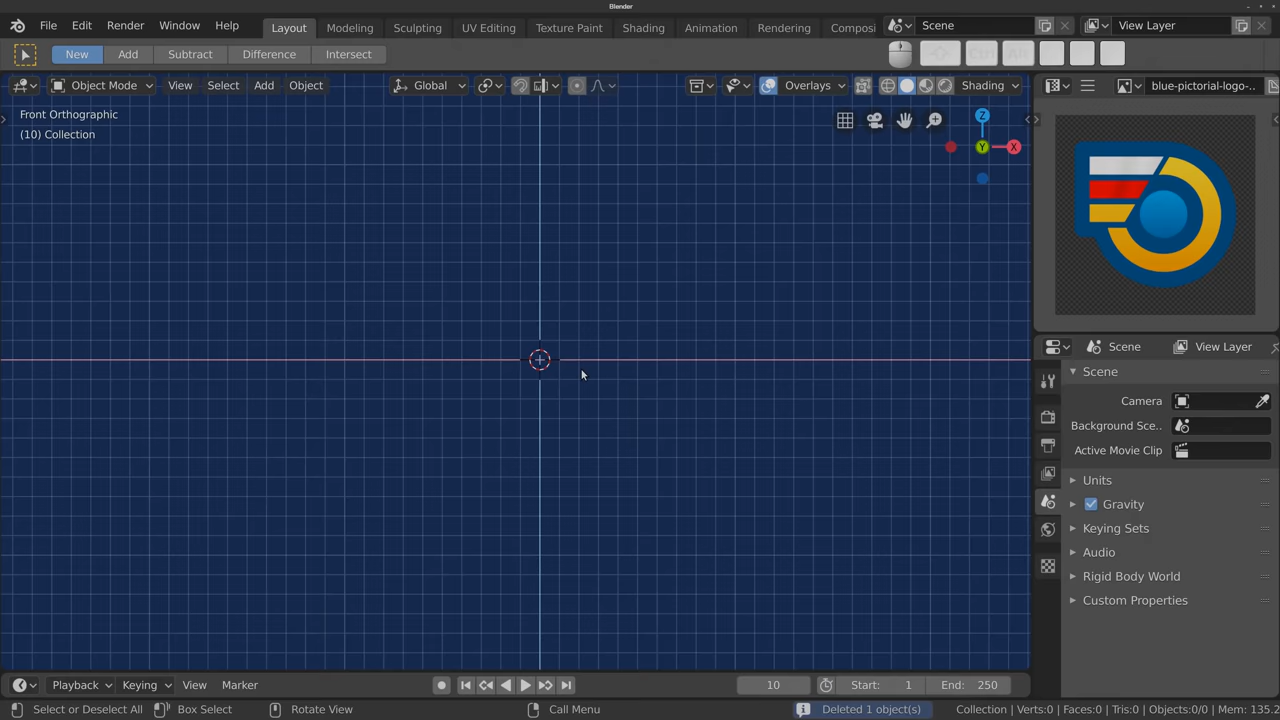 Blender
File Edit Render Window Help Layout Modeling Sculpting UV Editing Texture Paint Shading Animation Rendering Composi Scene View Layer
New Add Subtract Difference Intersect
Object Mode View Select Add Object Global Overlays Shading blue-pictorial-logo-..
Front Orthographic
(10) Collection
Z
Y
X
Scene View Layer
Scene
Camera
Background Sce..
Active Movie Clip
Units
Gravity
Keying Sets
Audio
Rigid Body World
Custom Properties
Playback Keying View Marker 10 Start: 1 End: 250
Select or Deselect All Box Select Rotate View Call Menu Deleted 1 object(s) Collection | Verts:0 | Faces:0 | Tris:0 | Objects:0/0 | Mem: 135.2